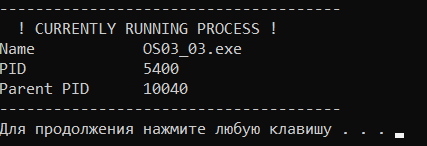 --------------------------------------
! CURRENTLY RUNNING PROCESS !
Name OS03_03.exe
PID 5400
Parent PID 10040
--------------------------------------
Для продолжения нажмите любую клавишу . . .